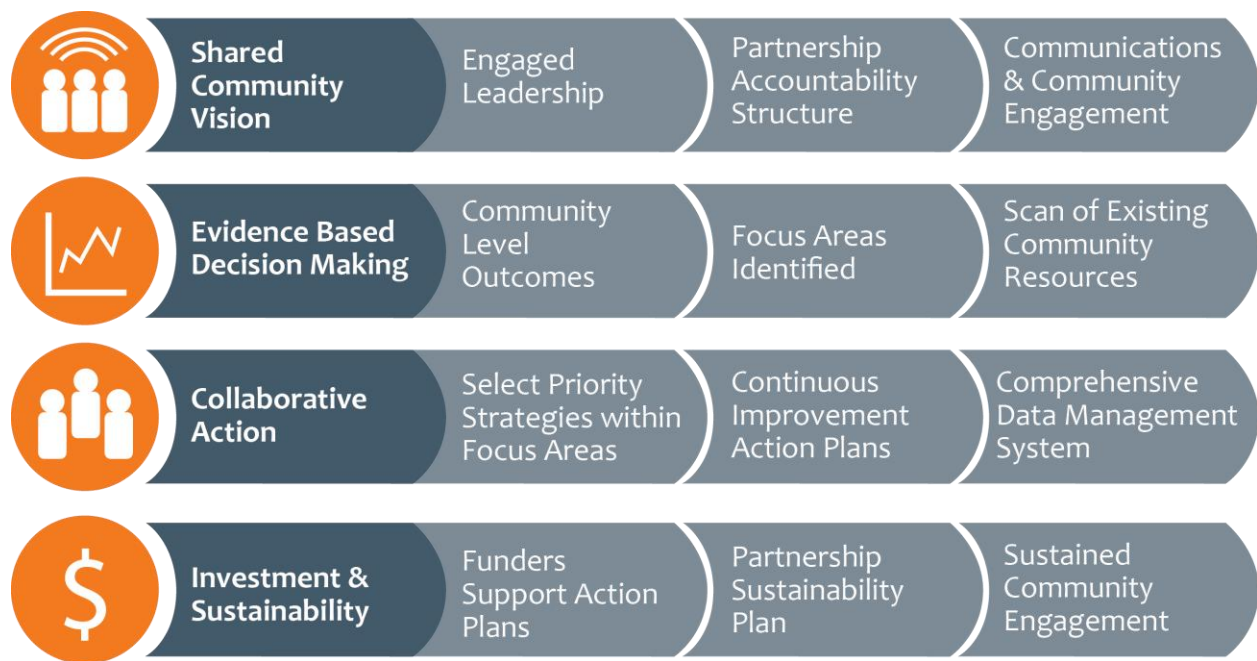 Shared
Community
Vision
Engaged
Leadership
Partnership
Accountability
Structure
Communications
& Community
Engagement
Evidence Based
Decision Making
Community
Level
Outcomes
Focus Areas
Identified
Scan of Existing
Community
Resources
Collaborative
Action
Select Priority
Strategies within
Focus Areas
Continuous
Improvement
Action Plans
Comprehensive
Data Management
System
$
Investment &
Sustainability
Funders
Support Action
Plans
Partnership
Sustainability
Plan
Sustained
Community
Engagement